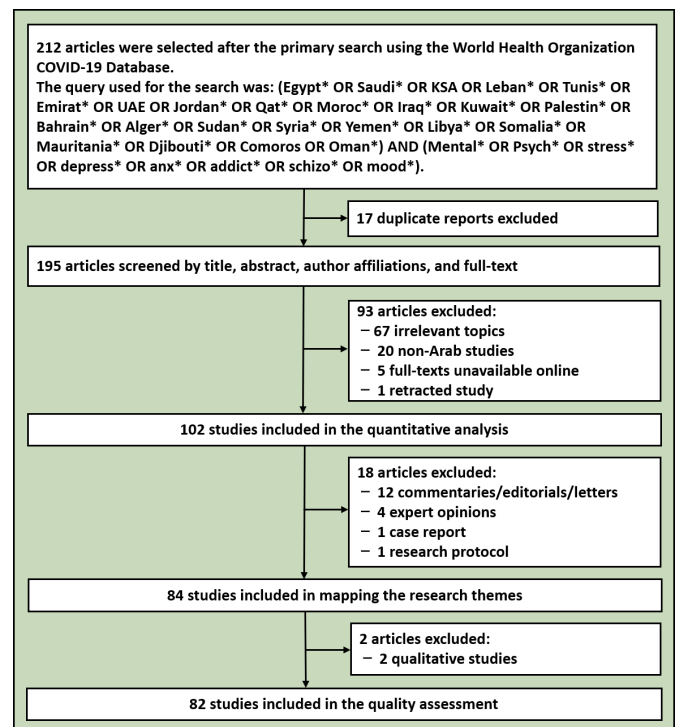 212 articles were selected after the primary search using the World Health Organization
COVID-19 Database.
The query used for the search was: (Egypt* OR Saudi* OR KSA OR Leban* OR Tunis* OR
Emirat* OR UAE OR Jordan* OR Qat* OR Moroc* OR Iraq* OR Kuwait* OR Palestin* OR
Bahrain* OR Alger* OR Sudan* OR Syria* OR Yemen* OR Libya* OR Somalia* OR
Mauritania* OR Djibouti* OR Comoros OR Oman*) AND (Mental* OR Psych* OR stress*
OR depress* OR anx* OR addict* OR schizo* OR mood*).
17 duplicate reports excluded
195 articles screened by title, abstract, author affiliations, and full-text
93 articles excluded:
– 67 irrelevant topics
– 20 non-Arab studies
– 5 full-texts unavailable online
– 1 retracted study
102 studies included in the quantitative analysis
18 articles excluded:
– 12 commentaries/editorials/letters
– 4 expert opinions
– 1 case report
– 1 research protocol
84 studies included in mapping the research themes
2 articles excluded:
– 2 qualitative studies
82 studies included in the quality assessment